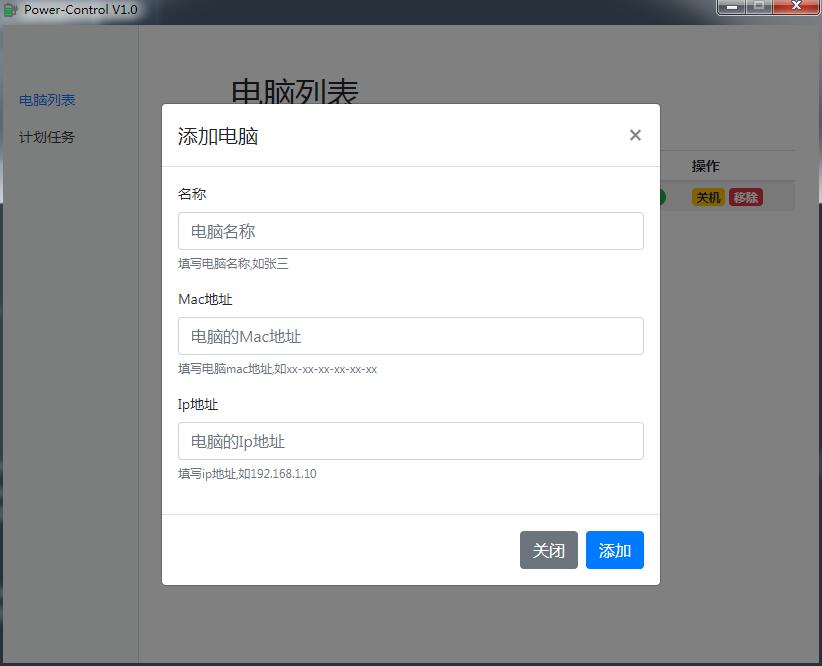 Power-Control V1.0
电脑列表
计划任务
电脑列表
操作
关机 移除
添加电脑
×
名称
电脑名称
填写电脑名称,如张三
Mac地址
电脑的Mac地址
填写电脑mac地址,如xx-xx-xx-xx-xx-xx
Ip地址
电脑的Ip地址
填写ip地址,如192.168.1.10
关闭 添加